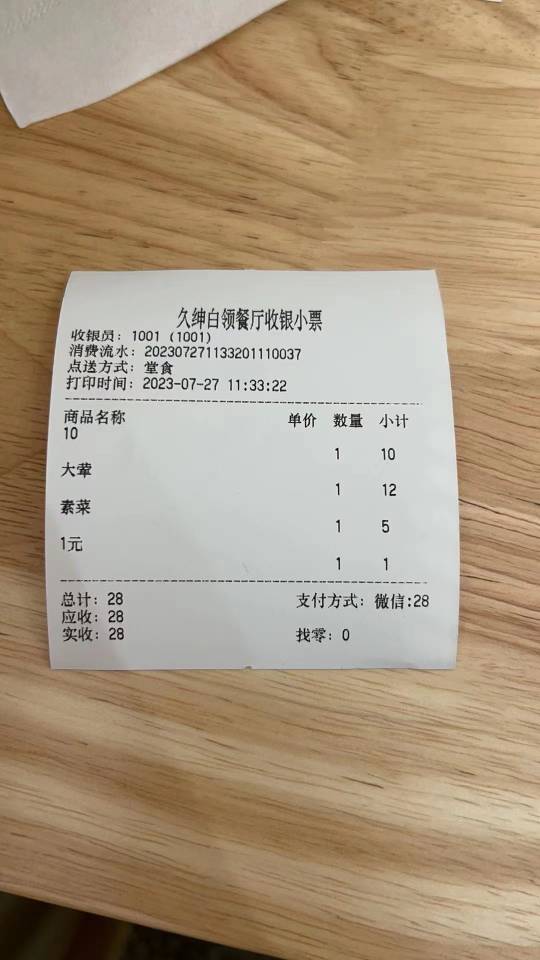 久绅白领餐厅收银小票
收银员：1001 (1001)
消费流水：202307271133201110037
点送方式：堂食
打印时间：2023-07-27 11:33:22
商品名称 单价 数量 小计
10
1 10
大荤
1 12
素菜
1 5
1元
1 1
总计：28 支付方式：微信:28
应收：28
实收：28 找零：0